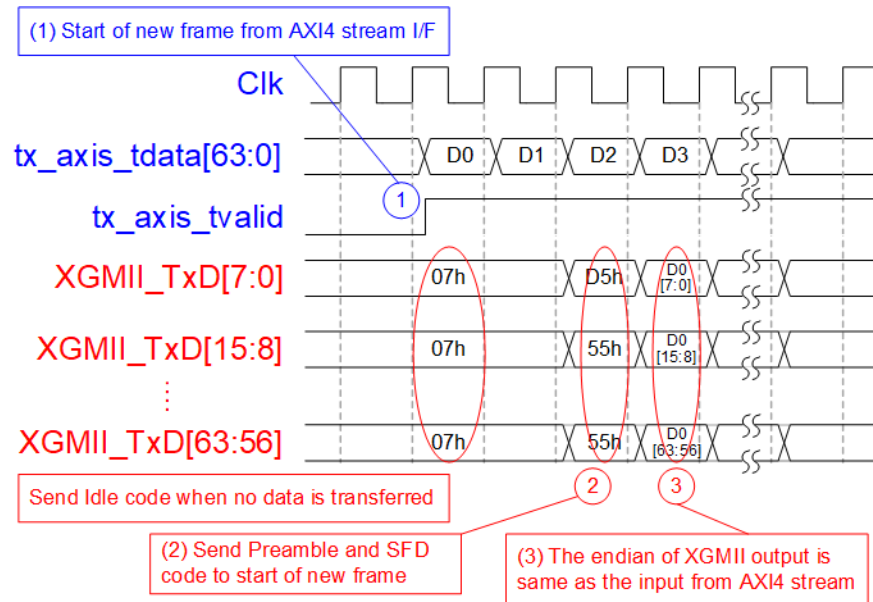 (1) Start of new frame from AXI4 stream I/F
Clk
tx_axis_tdata[63:0]
D0 D1 D2 D3
1
tx_axis_tvalid
XGMII_TxD[7:0]
07h D5h D0
[7:0]
XGMII_TxD[15:8]
07h 55h D0
[15:8]
XGMII_TxD[63:56]
07h 55h D0
[63:56]
Send Idle code when no data is transferred
2 3
(2) Send Preamble and SFD
code to start of new frame
(3) The endian of XGMII output is
same as the input from AXI4 stream